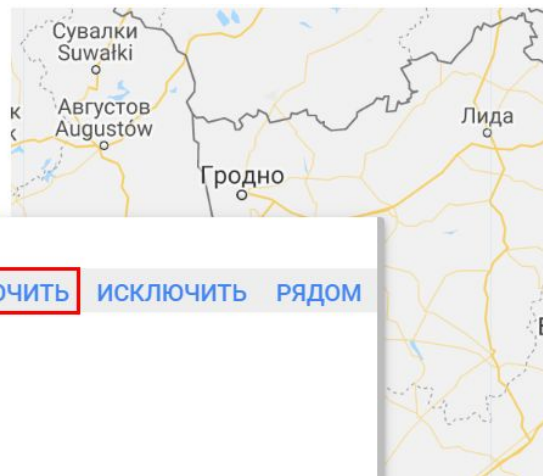 Сувалки
Suwałki
Августов
Augustów
Лида
Гродно
ИСКЛЮЧИТЬ РЯДОМ